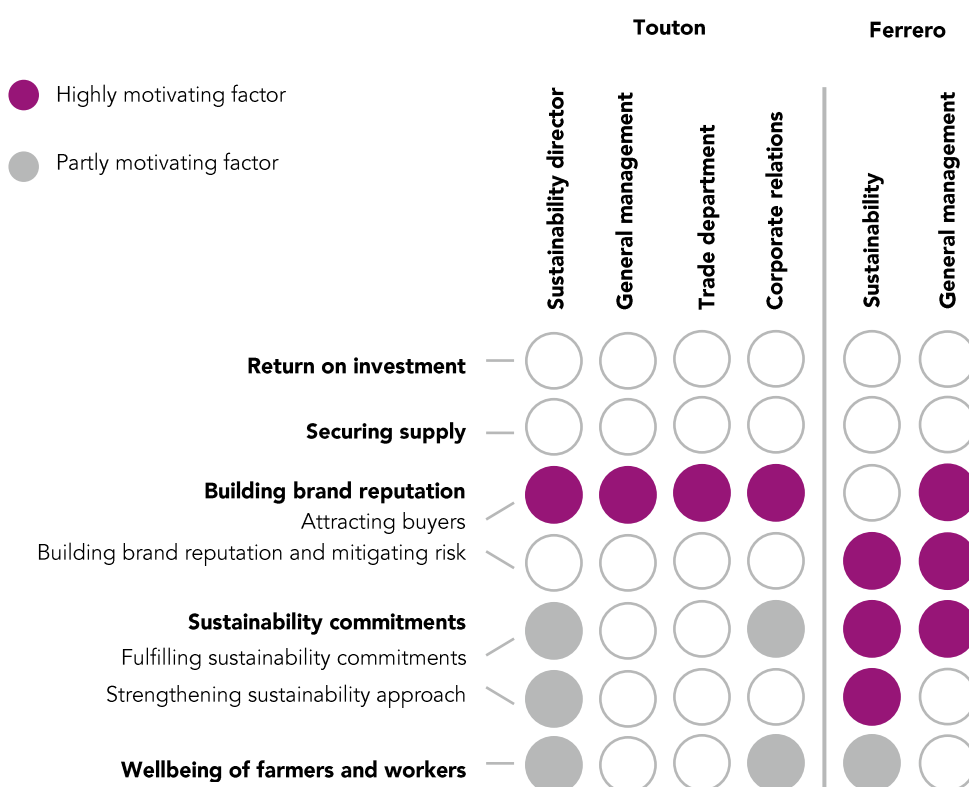 Touton
Ferrero
Highly motivating factor
Partly motivating factor
Sustainability director
General management
Trade department
Corporate relations
Sustainability
General management
Return on investment
Securing supply
Building brand reputation
Attracting buyers
Building brand reputation and mitigating risk
Sustainability commitments
Fulfilling sustainability commitments
Strengthening sustainability approach
Wellbeing of farmers and workers